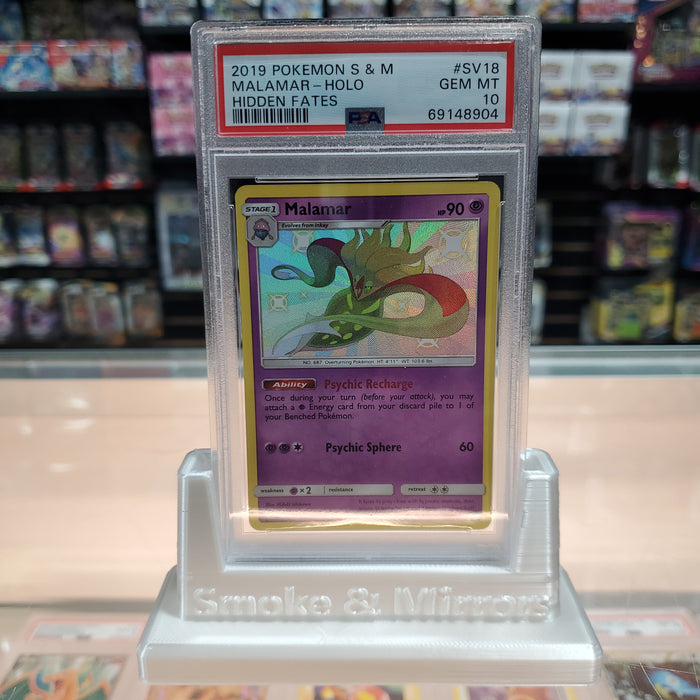 2019 POKEMON S & M #SV18
MALAMAR - HOLO GEM MT
HIDDEN FATES 10
PSA 69148904
STAGE 1 Malamar HP 90
Evolves from Inkay
NO. 687 Overturning Pokémon HT: 4'11" WT: 103.6 lbs.
Ability Psychic Recharge
Once during your turn (before your attack), you may
attach a Energy card from your discard pile to 1 of
your Benched Pokémon.
Psychic Sphere 60
weakness ×2 resistance retreat
Smoke & Mirrors